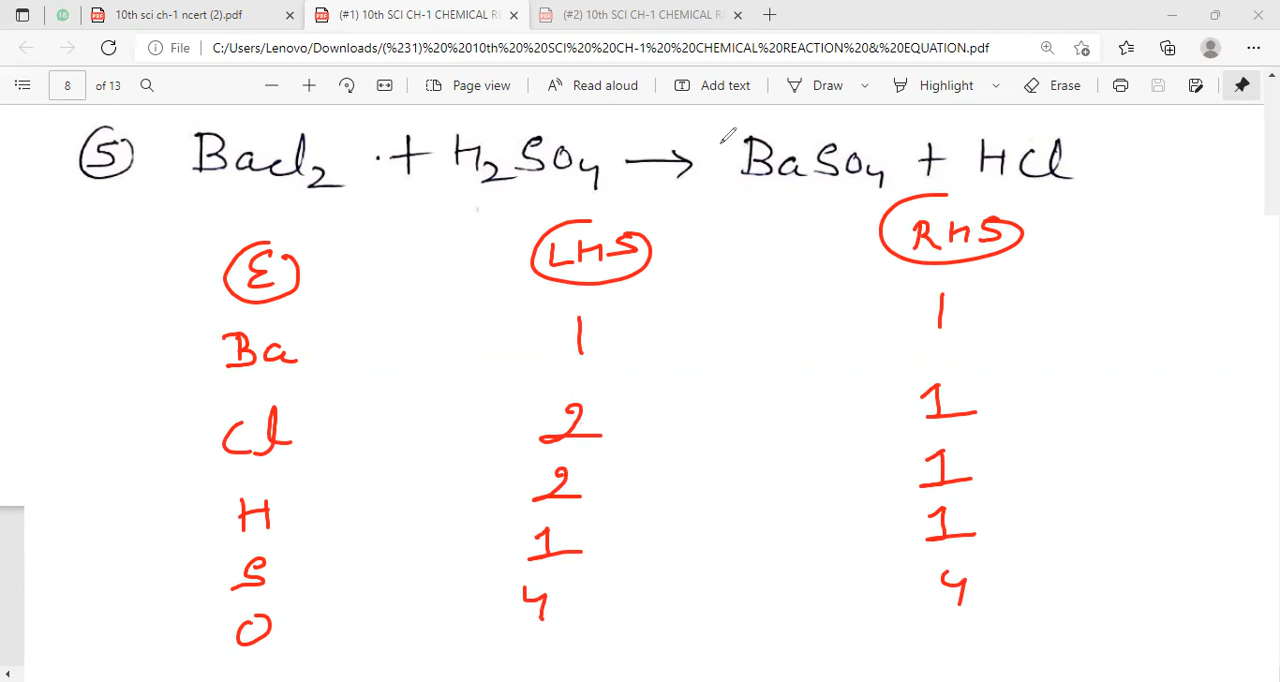 10th sci ch-1 ncert (2).pdf (#1) 10th SCI CH-1 CHEMICAL RE (#2) 10th SCI CH-1 CHEMICAL R
File C:/Users/Lenovo/Downloads/(%231)%20%2010th%20%20SCI%20%20CH-1%20%20CHEMICAL%20REACTION%20&%20EQUATION.pdf
8 of 13 Page view Read aloud Add text Draw Highlight Erase
5 BaCl2 + H2SO4 → BaSO4 + HCl
E LHS RHS
Ba 1 1
Cl 2 1
H 2 1
S 1 1
O 4 4